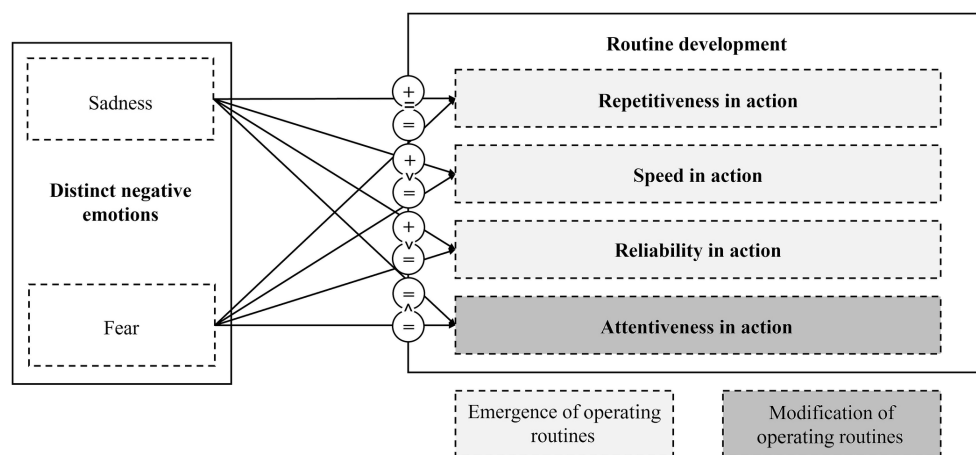 Routine development
Sadness
Distinct negative
emotions
Fear
+
=
=
+
v
=
+
v
=
=
^
=
Repetitiveness in action
Speed in action
Reliability in action
Attentiveness in action
Emergence of operating
routines
Modification of
operating routines